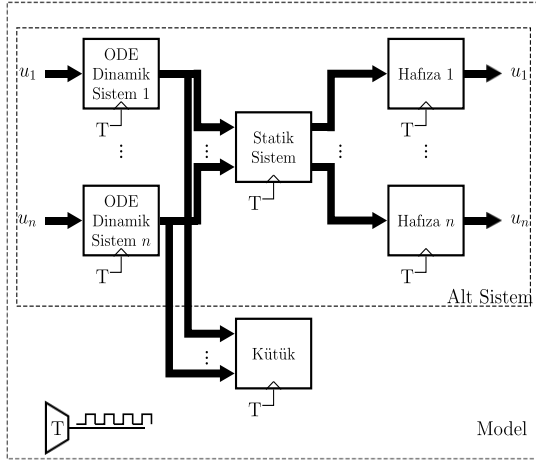 u1
ODE
Dinamik
Sistem 1
T
Hafıza 1
u1
T
Statik
Sistem
T
un
ODE
Dinamik
Sistem n
T
Hafıza n
un
T
Alt Sistem
Kütük
T
T
Model